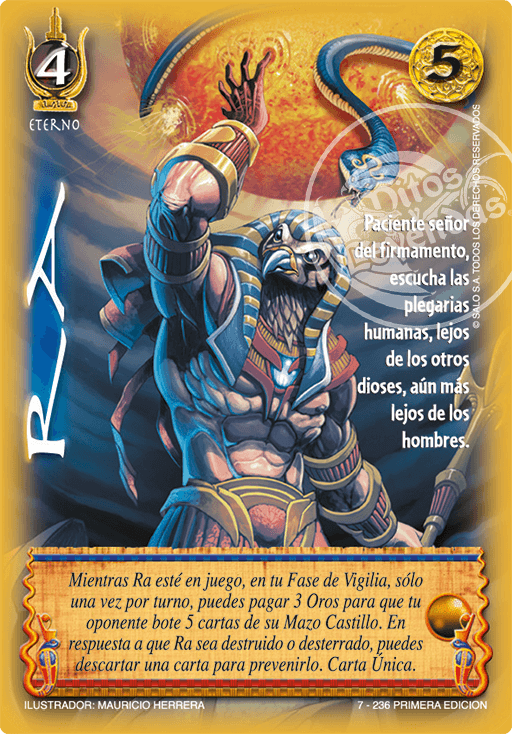 4
5
ETERNO
RA
Mitos
Leyendas
Paciente señor
del firmamento,
escucha las
plegarias
humanas, lejos
de los otros
dioses, aún más
lejos de los
hombres.
© SALO S.A. TODOS LOS DERECHOS RESERVADOS
Mientras Ra esté en juego, en tu Fase de Vigilia, sólo
una vez por turno, puedes pagar 3 Oros para que tu
oponente bote 5 cartas de su Mazo Castillo. En
respuesta a que Ra sea destruido o desterrado, puedes
descartar una carta para prevenirlo. Carta Única.
ILUSTRADOR: MAURICIO HERRERA
7 - 236 PRIMERA EDICION